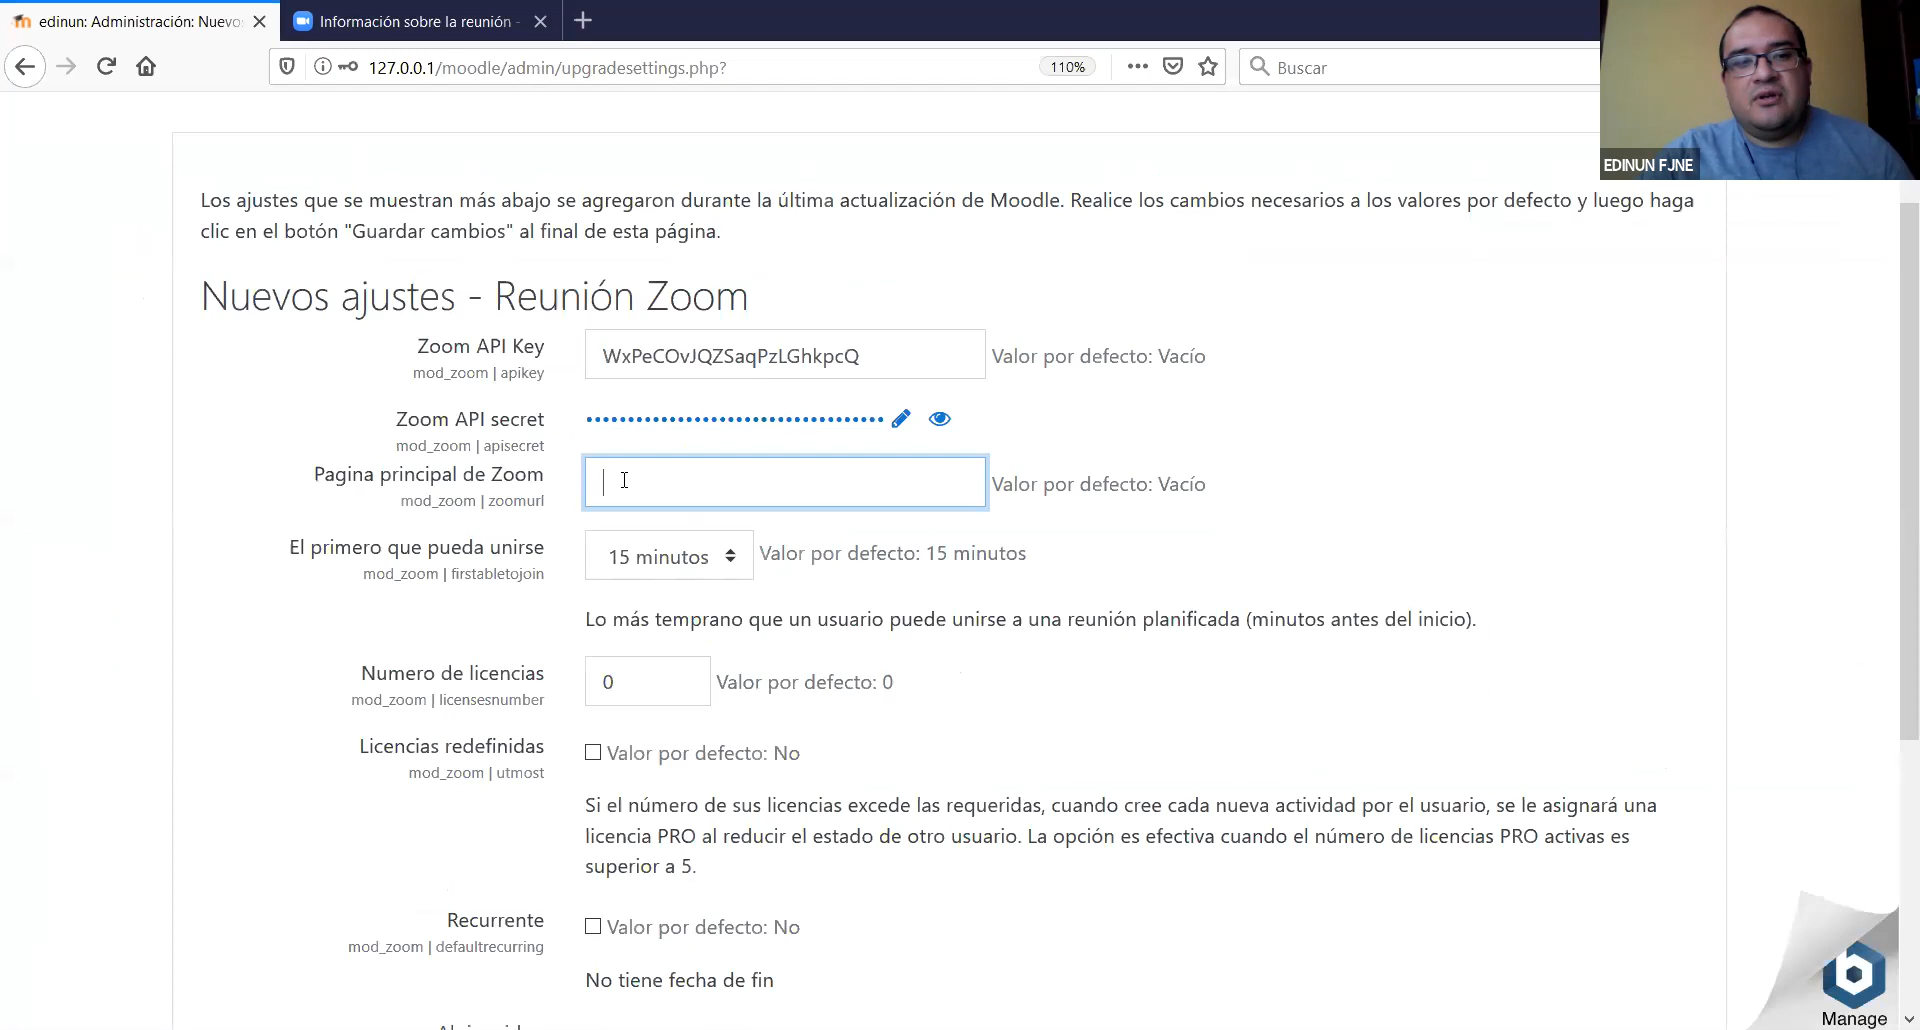 edinun: Administración: Nuevo
Información sobre la reunión -
127.0.0.1/moodle/admin/upgradesettings.php?
110%
Buscar
EDINUN FJNE
Los ajustes que se muestran más abajo se agregaron durante la última actualización de Moodle. Realice los cambios necesarios a los valores por defecto y luego haga
clic en el botón "Guardar cambios" al final de esta página.
Nuevos ajustes - Reunión Zoom
Zoom API Key
WxPeCOvJQZSaqPzLGhkpcQ
Valor por defecto: Vacío
mod_zoom | apikey
Zoom API secret
mod_zoom | apisecret
Pagina principal de Zoom
Valor por defecto: Vacío
mod_zoom | zoomurl
El primero que pueda unirse
15 minutos
Valor por defecto: 15 minutos
mod_zoom | firstabletojoin
Lo más temprano que un usuario puede unirse a una reunión planificada (minutos antes del inicio).
Numero de licencias
0
Valor por defecto: 0
mod_zoom | licensesnumber
Licencias redefinidas
Valor por defecto: No
mod_zoom | utmost
Si el número de sus licencias excede las requeridas, cuando cree cada nueva actividad por el usuario, se le asignará una
licencia PRO al reducir el estado de otro usuario. La opción es efectiva cuando el número de licencias PRO activas es
superior a 5.
Recurrente
Valor por defecto: No
mod_zoom | defaultrecurring
No tiene fecha de fin
Manage